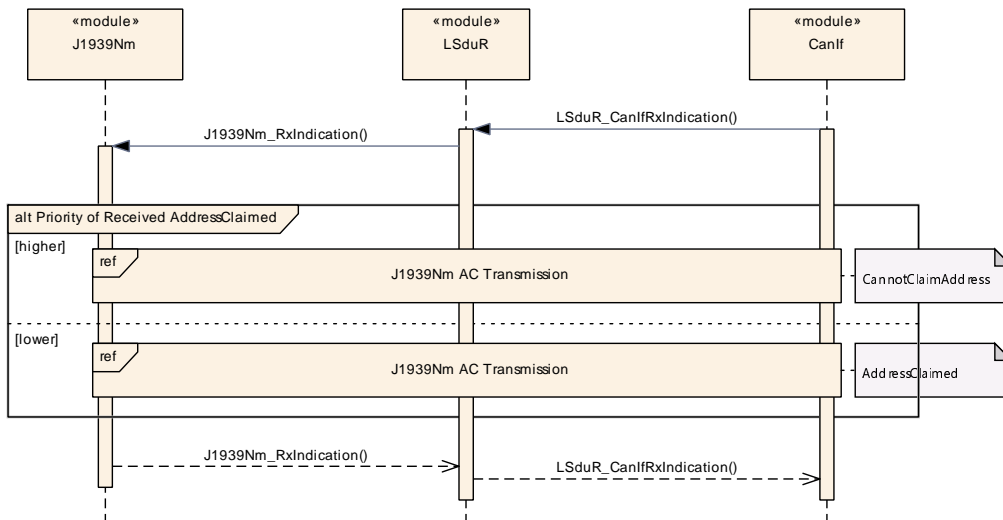 «module»
J1939Nm
«module»
LSduR
«module»
CanIf
LSduR_CanIfRxIndication()
J1939Nm_RxIndication()
alt Priority of Received AddressClaimed
[higher]
ref
J1939Nm AC Transmission
CannotClaimAddress
[lower]
ref
J1939Nm AC Transmission
AddressClaimed
J1939Nm_RxIndication()
LSduR_CanIfRxIndication()